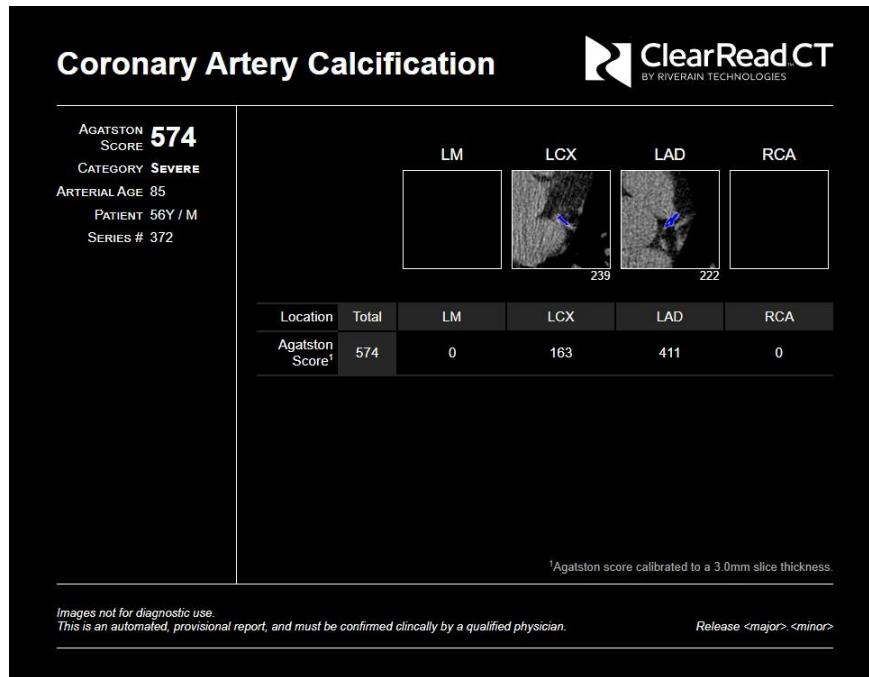 Coronary Artery Calcification
ClearRead™CT
BY RIVERAIN TECHNOLOGIES
AGATSTON SCORE 574
CATEGORY SEVERE
ARTERIAL AGE 85
PATIENT 56Y / M
SERIES # 372
LM LCX LAD RCA
239 222
Location Total LM LCX LAD RCA
Agatston Score¹ 574 0 163 411 0
¹Agatston score calibrated to a 3.0mm slice thickness.
Images not for diagnostic use.
This is an automated, provisional report, and must be confirmed clincally by a qualified physician.
Release <major>.<minor>